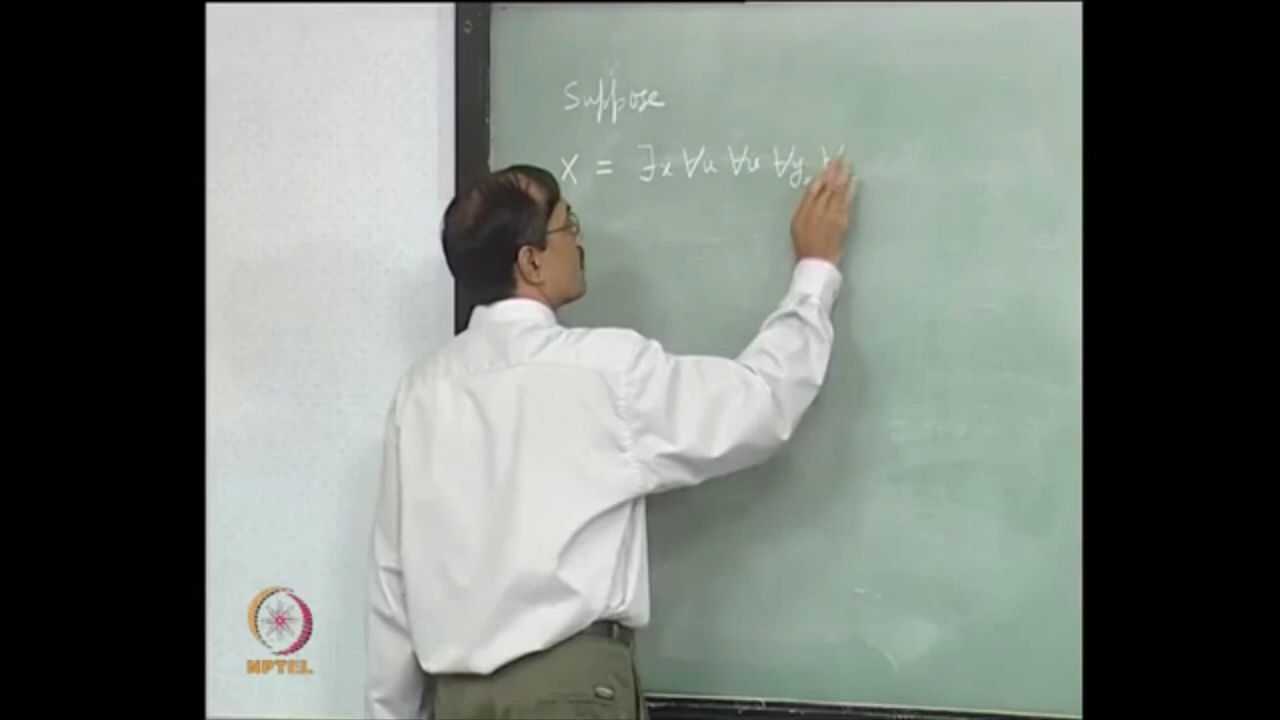 Suppose
X = ∃x ∀u ∀v ∀y, ∀
NPTEL